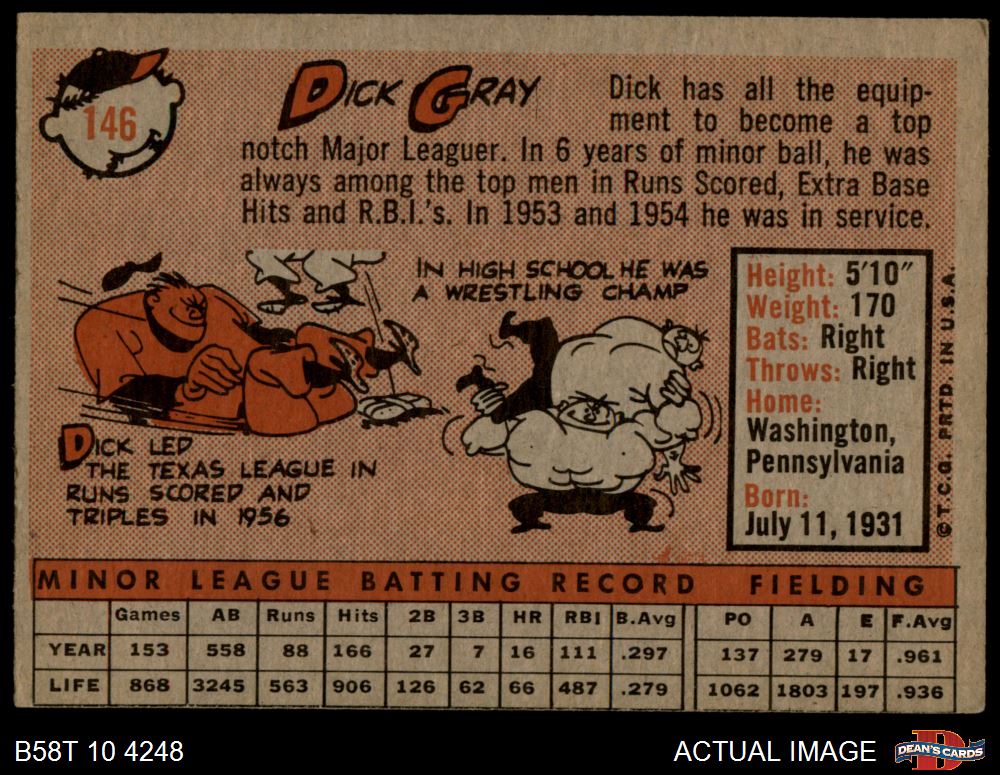 146
DICK GRAY
Dick has all the equip-
ment to become a top
notch Major Leaguer. In 6 years of minor ball, he was
always among the top men in Runs Scored, Extra Base
Hits and R.B.I.'s. In 1953 and 1954 he was in service.
DICK LED
THE TEXAS LEAGUE IN
RUNS SCORED AND
TRIPLES IN 1956
IN HIGH SCHOOL HE WAS
A WRESTLING CHAMP
Height: 5'10"
Weight: 170
Bats: Right
Throws: Right
Home:
Washington,
Pennsylvania
Born:
July 11, 1931
© T.C.G. PRTD. IN U.S.A.
MINOR LEAGUE BATTING RECORD FIELDING
Games AB Runs Hits 2B 3B HR RBI B.Avg PO A E F.Avg
YEAR 153 558 88 166 27 7 16 111 .297 137 279 17 .961
LIFE 868 3245 563 906 126 62 66 487 .279 1062 1803 197 .936
B58T 10 4248
ACTUAL IMAGE
D
DEAN'S CARDS